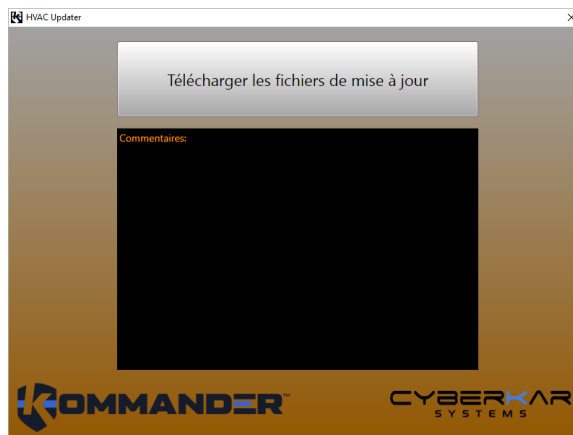 HVAC Updater
Télécharger les fichiers de mise à jour
Commentaires:
KOMMANDER™
CYBERKAR
SYSTEMS